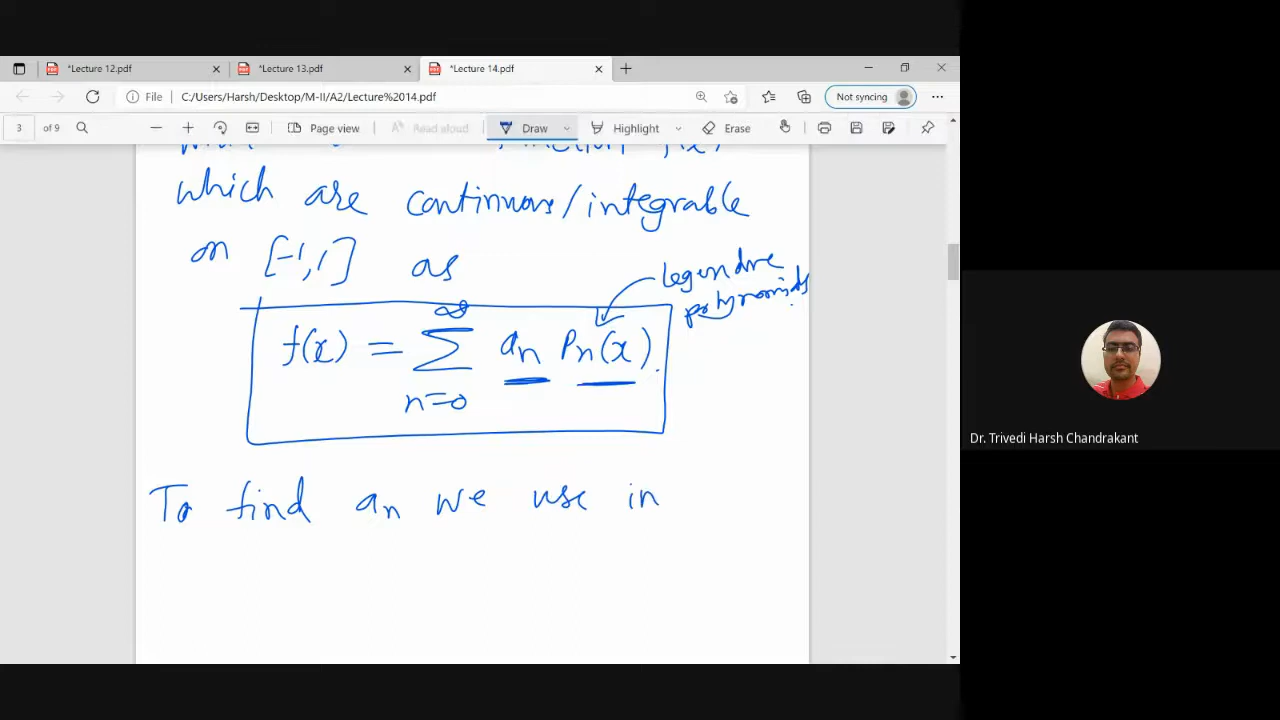 *Lecture 12.pdf
*Lecture 13.pdf
*Lecture 14.pdf
File C:/Users/Harsh/Desktop/M-II/A2/Lecture%2014.pdf
Not syncing
3 of 9
Page view
Read aloud
Draw
Highlight
Erase
which are continuous/integrable
on [-1,1] as
legendre
polynomials
f(x) = ∞∑n=0 an Pn(x).
To find an we use in
Dr. Trivedi Harsh Chandrakant